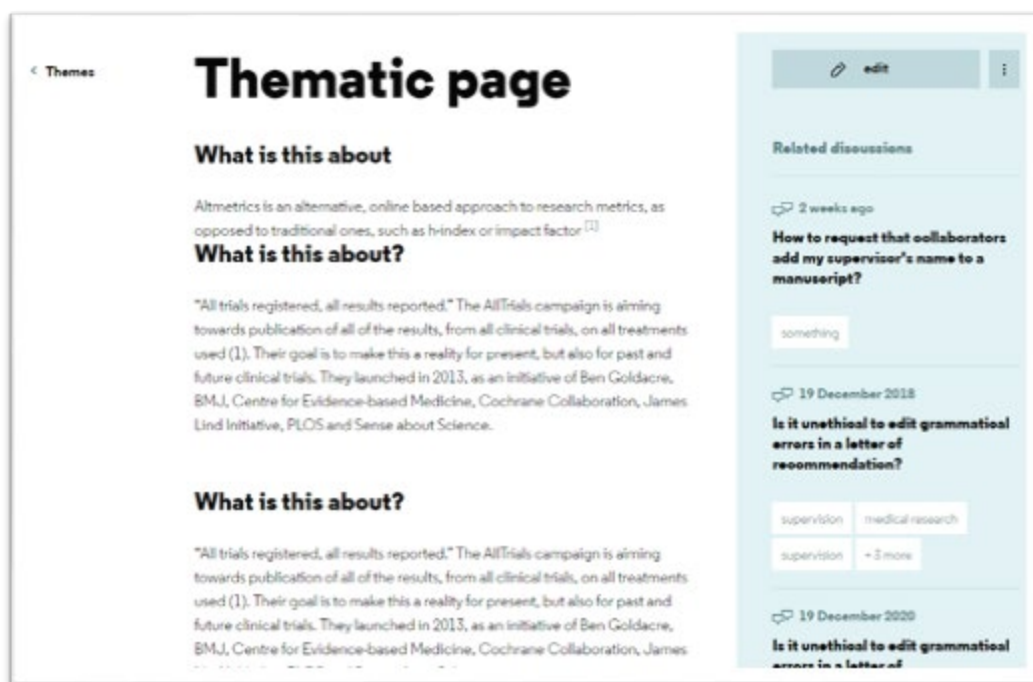 < Themes
Thematic page
What is this about
Altmetrics is an alternative, online based approach to research metrics, as
opposed to traditional ones, such as h-index or impact factor [1]
What is this about?
"All trials registered, all results reported." The AllTrials campaign is aiming
towards publication of all of the results, from all clinical trials, on all treatments
used (1). Their goal is to make this a reality for present, but also for past and
future clinical trials. They launched in 2013, as an initiative of Ben Goldacre,
BMJ, Centre for Evidence-based Medicine, Cochrane Collaboration, James
Lind Initiative, PLOS and Sense about Science.
What is this about?
"All trials registered, all results reported." The AllTrials campaign is aiming
towards publication of all of the results, from all clinical trials, on all treatments
used (1). Their goal is to make this a reality for present, but also for past and
future clinical trials. They launched in 2013, as an initiative of Ben Goldacre,
BMJ, Centre for Evidence-based Medicine, Cochrane Collaboration, James
edit
Related discussions
2 weeks ago
How to request that collaborators
add my supervisor's name to a
manuscript?
something
19 December 2018
Is it unethical to edit grammatical
errors in a letter of
recommendation?
supervision medical research
supervision +3 more
19 December 2020
Is it unethical to edit grammatical
errors in a letter of